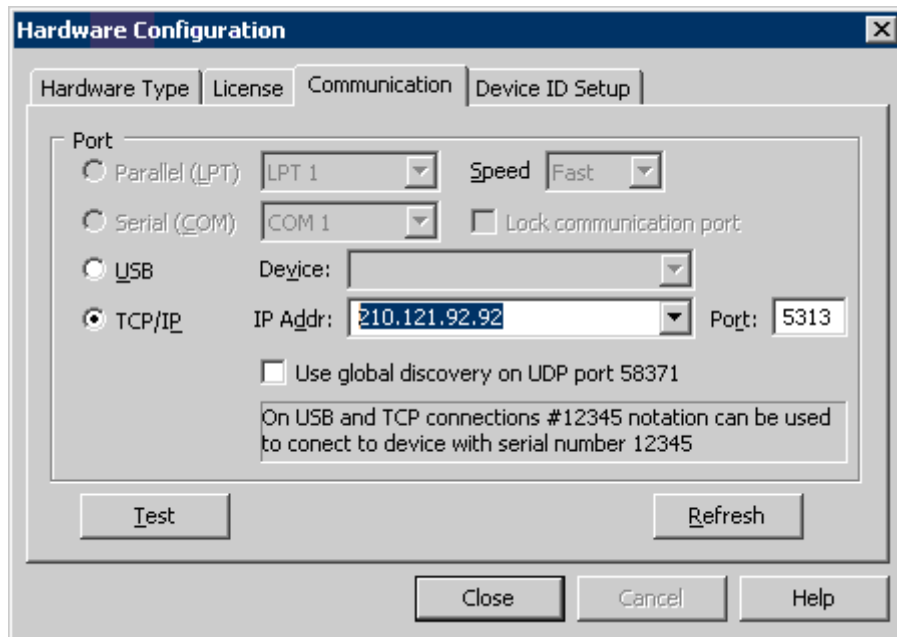 Hardware Configuration
Hardware Type License Communication Device ID Setup
Port
Parallel (LPT) LPT 1 Speed Fast
Serial (COM) COM 1 Lock communication port
USB Device:
TCP/IP IP Addr: 210.121.92.92 Port: 5313
Use global discovery on UDP port 58371
On USB and TCP connections #12345 notation can be used
to conect to device with serial number 12345
Test Refresh
Close Cancel Help